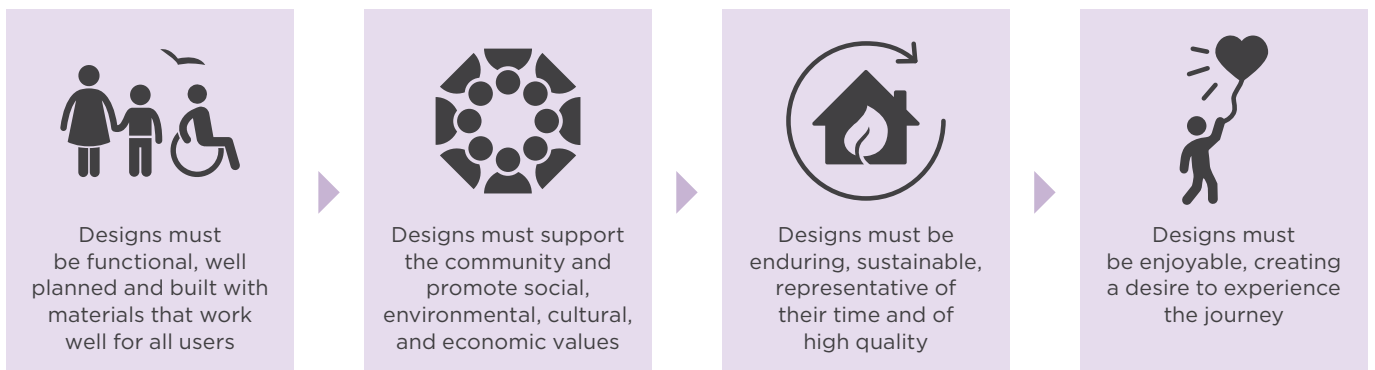 Designs must
be functional, well
planned and built with
materials that work
well for all users
Designs must support
the community and
promote social,
environmental, cultural,
and economic values
Designs must be
enduring, sustainable,
representative of
their time and of
high quality
Designs must
be enjoyable, creating
a desire to experience
the journey